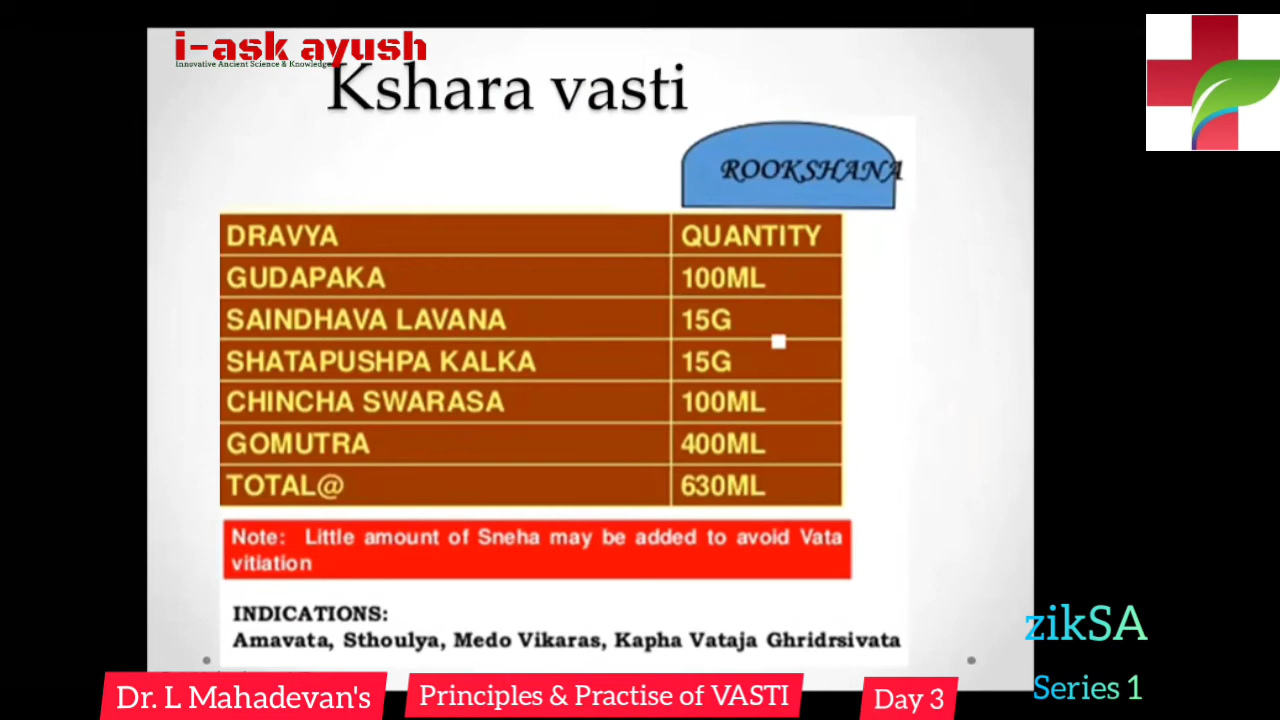 i-ask ayush
Innovative Ancient Science & Knowledge
Kshara vasti
ROOKSHANA
DRAVYA QUANTITY
GUDAPAKA 100ML
SAINDHAVA LAVANA 15G
SHATAPUSHPA KALKA 15G
CHINCHA SWARASA 100ML
GOMUTRA 400ML
TOTAL@ 630ML
Note: Little amount of Sneha may be added to avoid Vata
vitiation
INDICATIONS:
Amavata, Sthoulya, Medo Vikaras, Kapha Vataja Ghridrsivata
zikSA
Series 1
Dr. L Mahadevan's
Principles & Practise of VASTI
Day 3